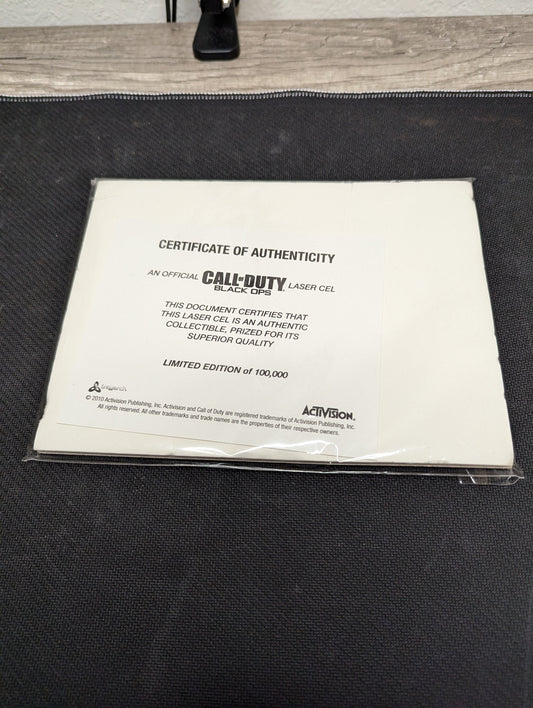 CERTIFICATE OF AUTHENTICITY
AN OFFICIAL CALL OF DUTY BLACK OPS LASER CEL
THIS DOCUMENT CERTIFIES THAT
THIS LASER CEL IS AN AUTHENTIC
COLLECTIBLE, PRIZED FOR ITS
SUPERIOR QUALITY
LIMITED EDITION of 100,000
treyarch
ACTIVISION.
© 2010 Activision Publishing, Inc. Activision and Call of Duty are registered trademarks of Activision Publishing, Inc.
All rights reserved. All other trademarks and trade names are the properties of their respective owners.